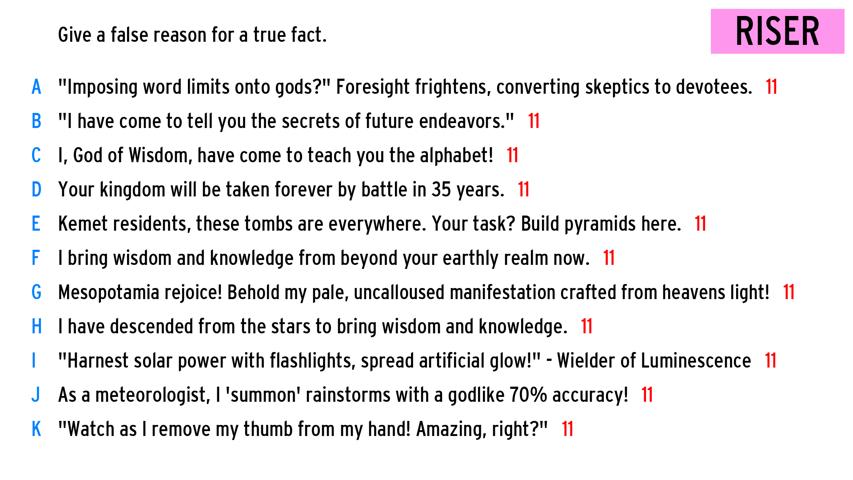 Give a false reason for a true fact.
RISER
A "Imposing word limits onto gods?" Foresight frightens, converting skeptics to devotees. 11
B "I have come to tell you the secrets of future endeavors." 11
C I, God of Wisdom, have come to teach you the alphabet! 11
D Your kingdom will be taken forever by battle in 35 years. 11
E Kemet residents, these tombs are everywhere. Your task? Build pyramids here. 11
F I bring wisdom and knowledge from beyond your earthly realm now. 11
G Mesopotamia rejoice! Behold my pale, uncalloused manifestation crafted from heavens light! 11
H I have descended from the stars to bring wisdom and knowledge. 11
I "Harnest solar power with flashlights, spread artificial glow!" - Wielder of Luminescence 11
J As a meteorologist, I 'summon' rainstorms with a godlike 70% accuracy! 11
K "Watch as I remove my thumb from my hand! Amazing, right?" 11